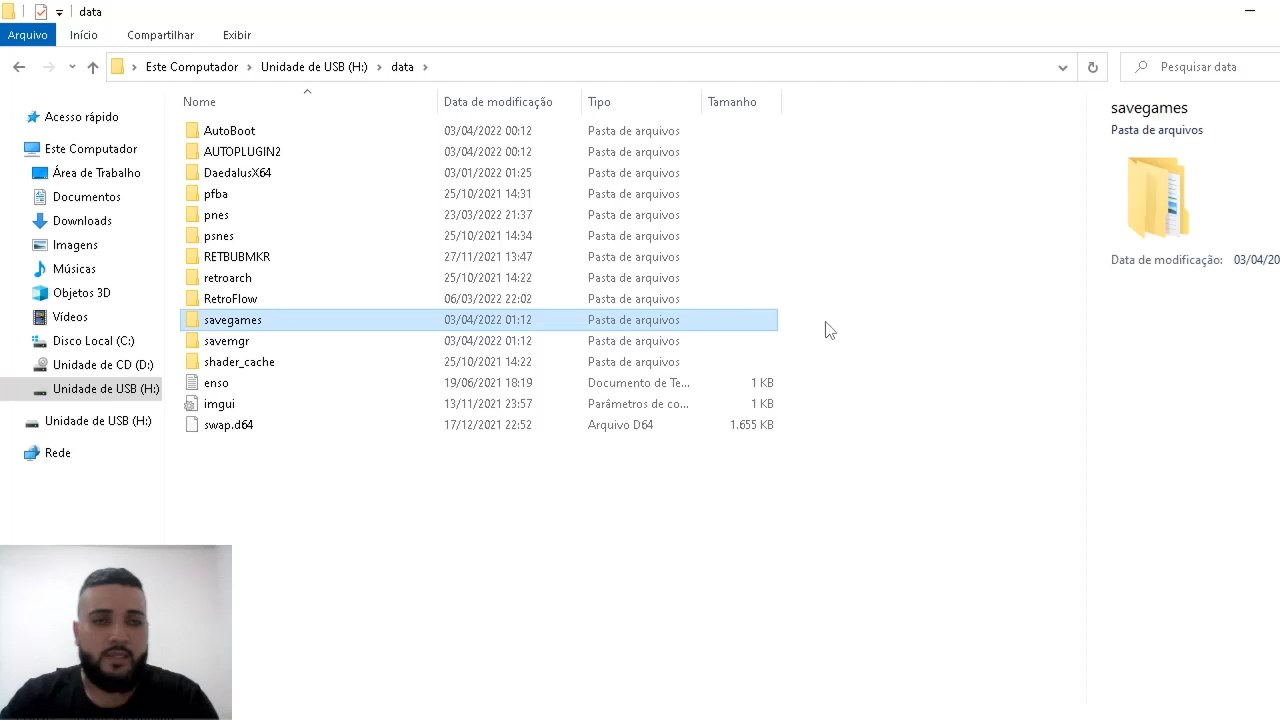 data
Arquivo Início Compartilhar Exibir
Este Computador Unidade de USB (H:) data Pesquisar data
Nome Data de modificação Tipo Tamanho
AutoBoot 03/04/2022 00:12 Pasta de arquivos
AUTOPLUGIN2 03/04/2022 00:12 Pasta de arquivos
DaedalusX64 03/01/2022 01:25 Pasta de arquivos
pfba 25/10/2021 14:31 Pasta de arquivos
pnes 23/03/2022 21:37 Pasta de arquivos
psnes 25/10/2021 14:34 Pasta de arquivos
RETBUBMKR 27/11/2021 13:47 Pasta de arquivos
retroarch 25/10/2021 14:22 Pasta de arquivos
RetroFlow 06/03/2022 22:02 Pasta de arquivos
savegames 03/04/2022 01:12 Pasta de arquivos
savemgr 03/04/2022 01:12 Pasta de arquivos
shader_cache 25/10/2021 14:22 Pasta de arquivos
enso 19/06/2021 18:19 Documento de Te... 1 KB
imgui 13/11/2021 23:57 Parâmetros de co... 1 KB
swap.d64 17/12/2021 22:52 Arquivo D64 1.655 KB
Acesso rápido
Este Computador
Área de Trabalho
Documentos
Downloads
Imagens
Músicas
Objetos 3D
Vídeos
Disco Local (C:)
Unidade de CD (D:)
Unidade de USB (H:)
Unidade de USB (H:)
Rede
savegames
Pasta de arquivos
Data de modificação: 03/04/20